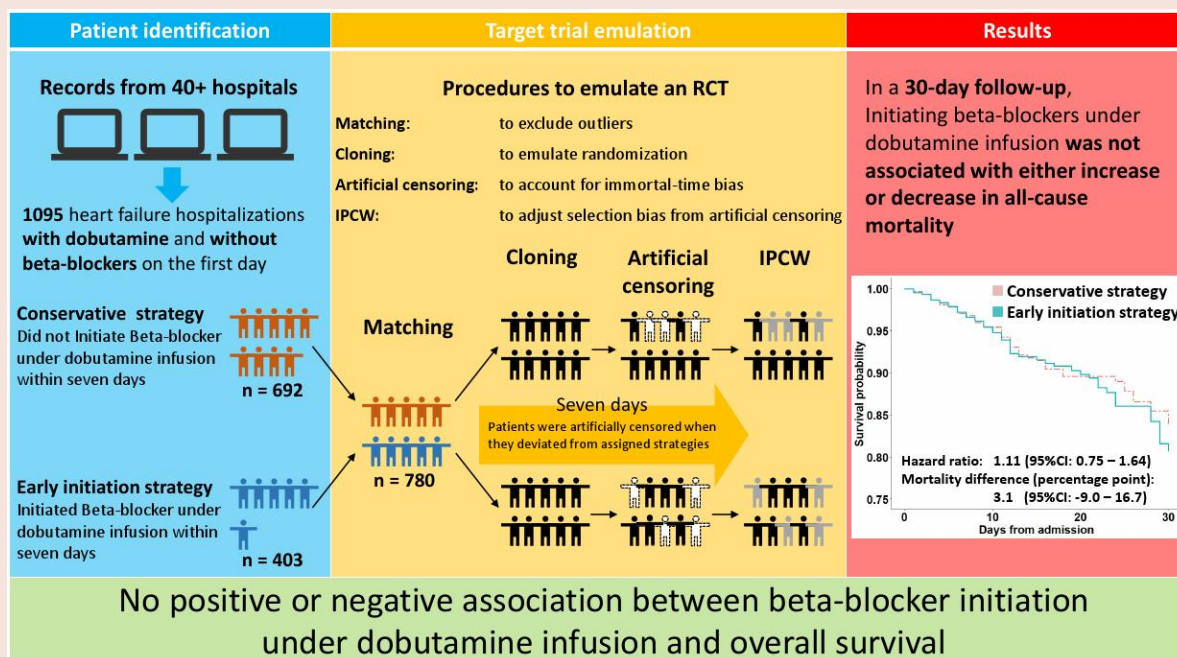 Patient identification
Records from 40+ hospitals
1095 heart failure hospitalizations
with dobutamine and without
beta-blockers on the first day
Conservative strategy
Did not Initiate Beta-blocker
under dobutamine infusion
within seven days
n = 692
Early initiation strategy
Initiated Beta-blocker under
dobutamine infusion within
seven days
n = 403
Target trial emulation
Procedures to emulate an RCT
Matching: to exclude outliers
Cloning: to emulate randomization
Artificial censoring: to account for immortal-time bias
IPCW: to adjust selection bias from artificial censoring
Matching
n = 780
Cloning
Artificial
censoring
IPCW
Seven days
Patients were artificially censored when
they deviated from assigned strategies
Results
In a 30-day follow-up,
Initiating beta-blockers under
dobutamine infusion was not
associated with either increase
or decrease in all-cause
mortality
Conservative strategy
Early initiation strategy
Survival probability
1.00
0.95
0.90
0.85
0.80
0.75
Hazard ratio: 1.11 (95%CI: 0.75 – 1.64)
Mortality difference (percentage point):
3.1 (95%CI: -9.0 – 16.7)
0 10 20 30
Days from admission
No positive or negative association between beta-blocker initiation
under dobutamine infusion and overall survival